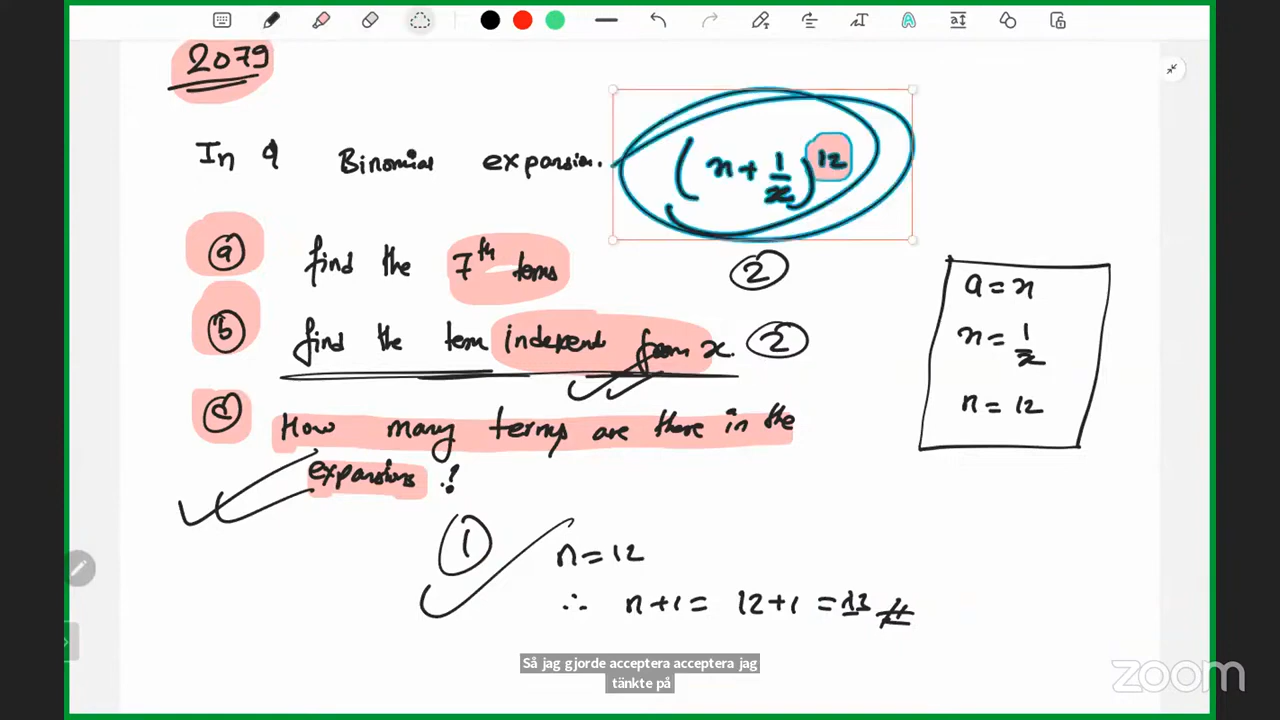 2079
In a Binomial expansion. (x + 1/x)^12
(a) find the 7th terms (2)
(b) find the term independent from x. (2)
How many terms are there in the
expansions?
(1)
n = 12
∴ n+1 = 12+1 = 13
a = x
x = 1/x
n = 12
Så jag gjorde acceptera acceptera jag
tänkte på
zoom